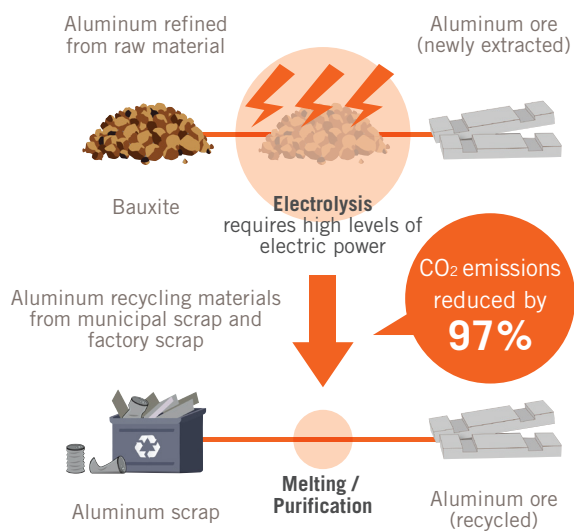 Aluminum refined
from raw material
Aluminum ore
(newly extracted)
Bauxite
Electrolysis
requires high levels of
electric power
CO2 emissions
reduced by
97%
Aluminum recycling materials
from municipal scrap and
factory scrap
Aluminum scrap
Melting /
Purification
Aluminum ore
(recycled)